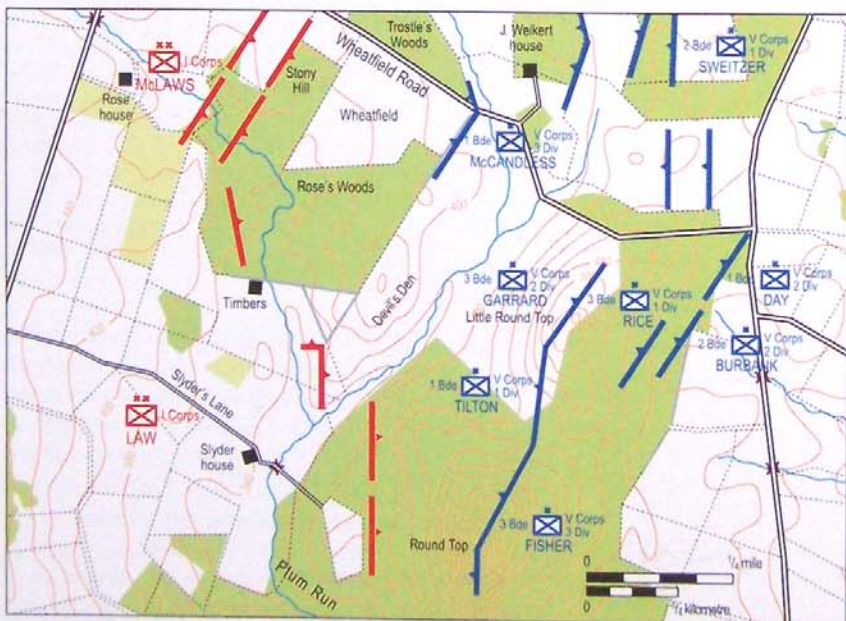 Trostle's
Woods
J. Weikert
house
2 Bde
V Corps
1 Div
SWEITZER
I Corps
McLAWS
Wheatfield Road
Stony
Hill
Rose
house
Wheatfield
1 Bde
V Corps
3 Div
McCANDLESS
Rose's Woods
Timbers
Devil's Den
3 Bde
V Corps
2 Div
GARRARD
Little Round Top
3 Bde
V Corps
1 Div
RICE
1 Bde
V Corps
2 Div
DAY
2 Bde
V Corps
2 Div
BURBANK
1 Bde
V Corps
1 Div
TILTON
Slyder's Lane
I Corps
LAW
Slyder
house
3 Bde
V Corps
3 Div
FISHER
Round Top
Plum Run
0
¼ mile
0
¼ kilometre